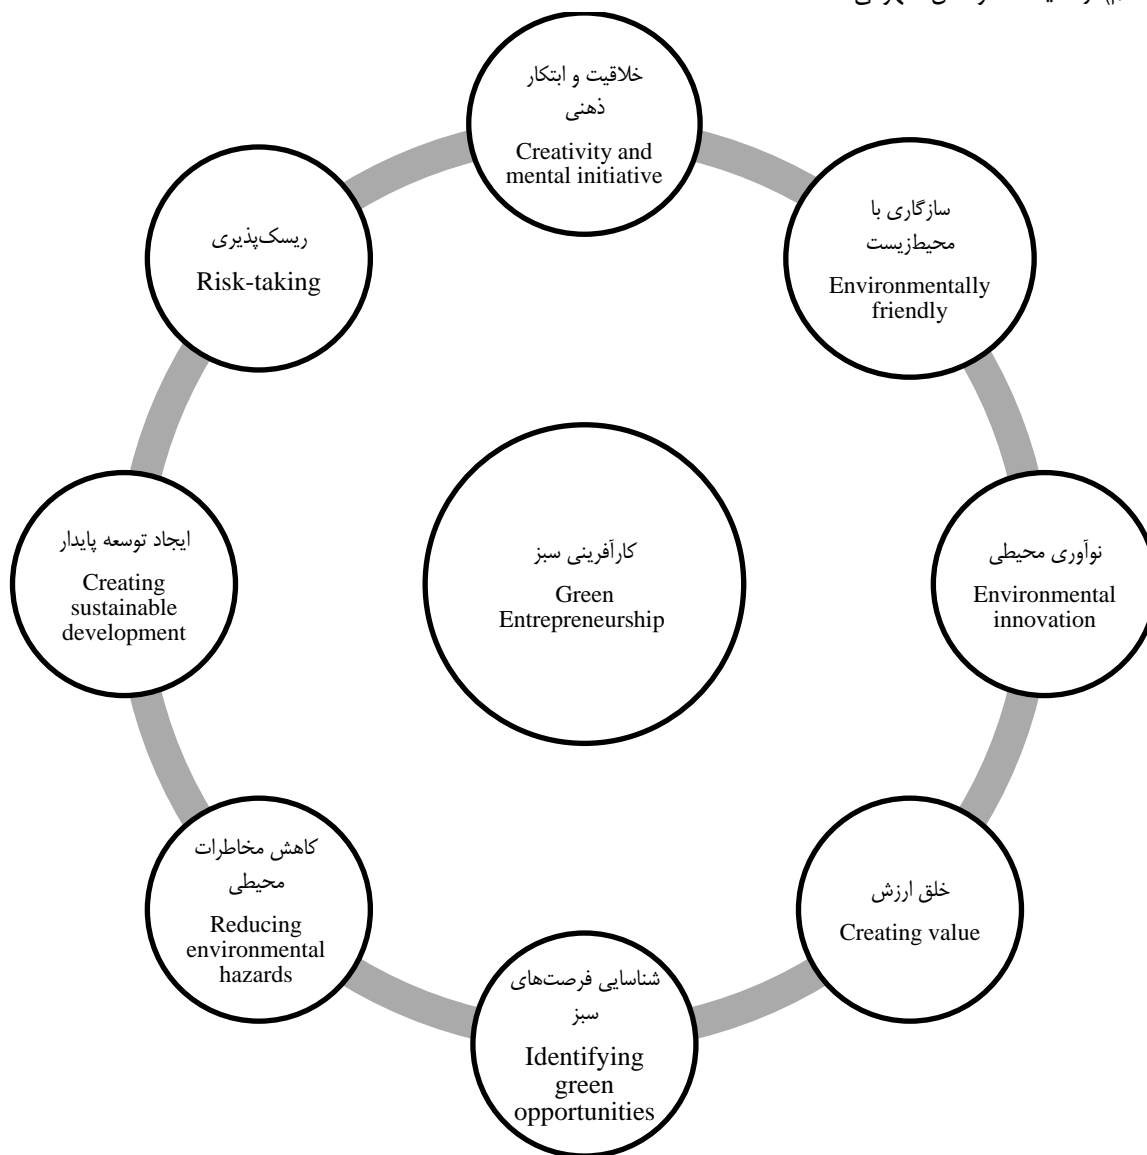 خلاقیت و ابتکار
ذهنی
Creativity and
mental initiative
سازگاری با
محیط‌زیست
Environmentally
friendly
نوآوری محیطی
Environmental
innovation
خلق ارزش
Creating value
شناسایی فرصت‌های
سبز
Identifying
green
opportunities
کاهش مخاطرات
محیطی
Reducing
environmental
hazards
ایجاد توسعه پایدار
Creating
sustainable
development
ریسک‌پذیری
Risk-taking
کارآفرینی سبز
Green
Entrepreneurship